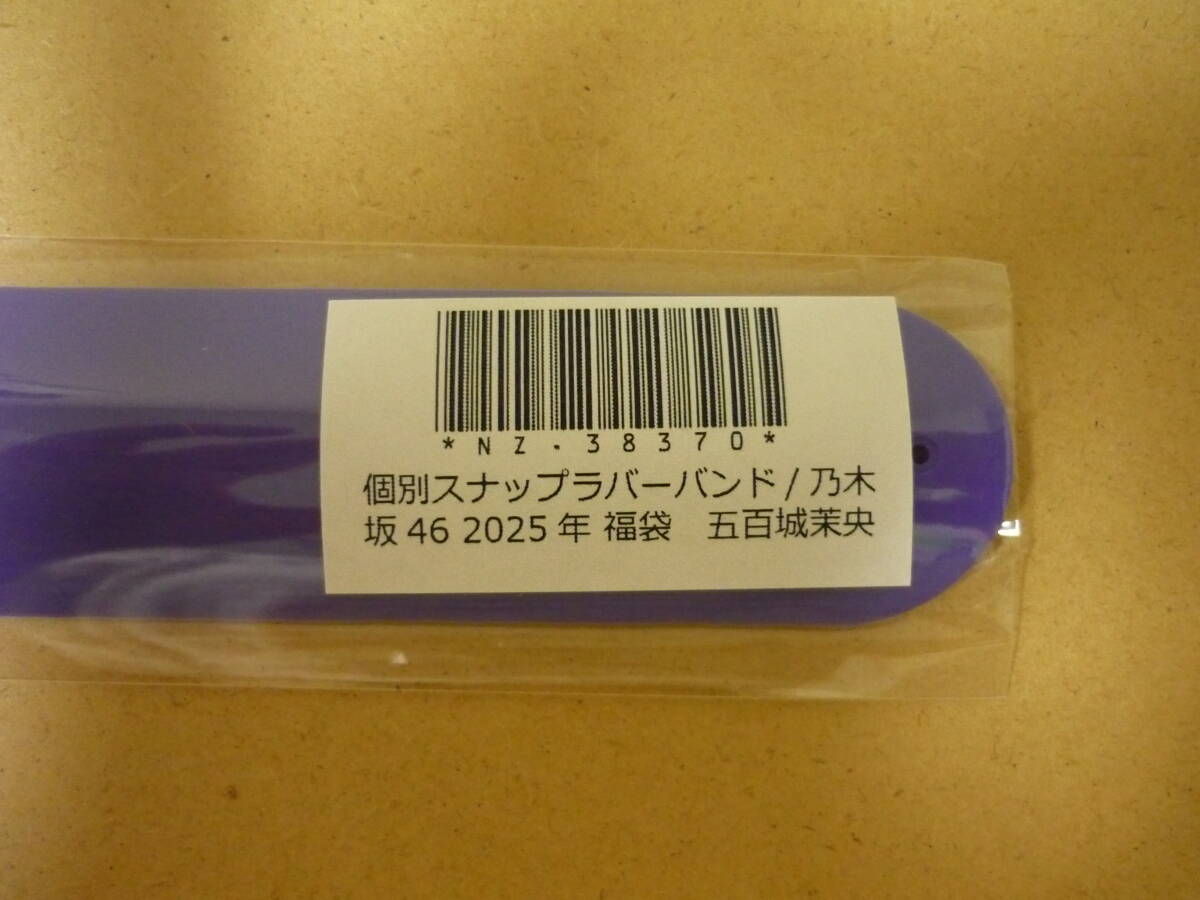 *NZ-38370*
個別スナップラバーバンド/乃木
坂46 2025年 福袋　五百城茉央